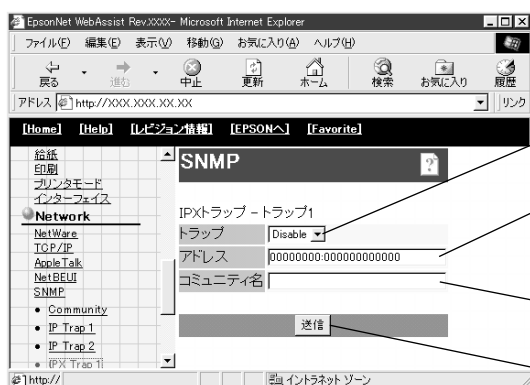 EpsonNet WebAssist Rev.XXXX- Microsoft Internet Explorer
ファイル(F) 編集(E) 表示(V) 移動(G) お気に入り(A) ヘルプ(H)
戻る 進む 中止 更新 ホーム 検索 お気に入り 履歴
アドレス http://XXX.XXX.XX.XX リンク
[Home] [Help] [レビジョン情報] [EPSONへ] [Favorite]
給紙
印刷
プリンタモード
インターフェイス
Network
NetWare
TCP/IP
AppleTalk
NetBEUI
SNMP
• Community
• IP Trap 1
• IP Trap 2
• IPX Trap 1
SNMP
?
IPXトラップ - トラップ1
トラップ Disable
アドレス 00000000:000000000000
コミュニティ名
送信
http:// イントラネット ゾーン